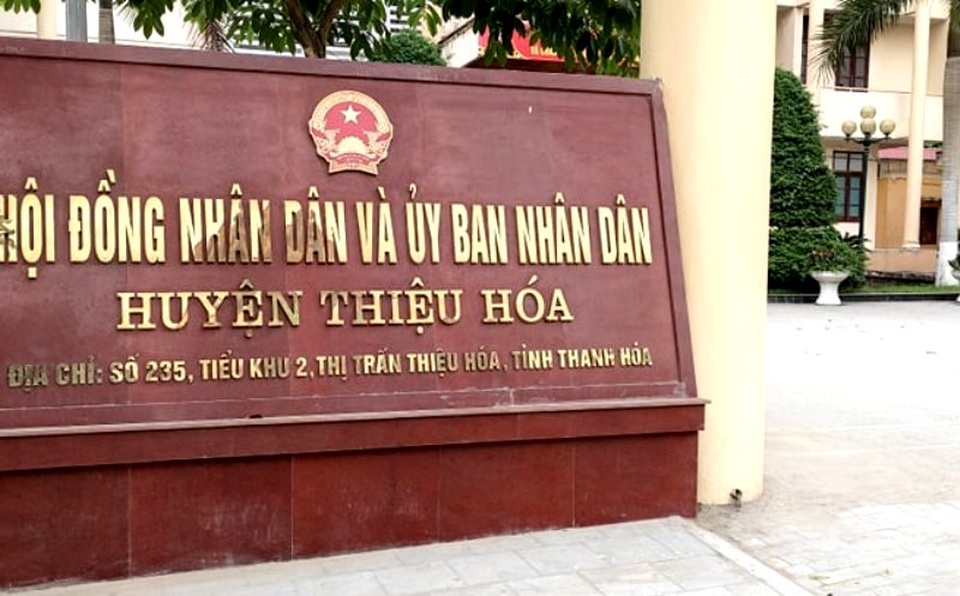 HỘI ĐỒNG NHÂN DÂN VÀ ỦY BAN NHÂN DÂN
HUYỆN THIỆU HÓA
ĐỊA CHỈ: SỐ 235, TIỂU KHU 2, THỊ TRẤN THIỆU HÓA, TỈNH THANH HÓA